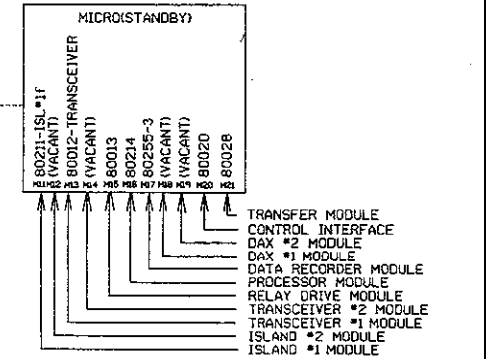 MICRO(STANDBY)
80211-ISL#1f
(VACANT)
80012-TRANSCEIVER
(VACANT)
80013
80214
80255-3
(VACANT)
(VACANT)
80020
80028
M11 M12 M13 M14 M15 M16 M17 M18 M19 M20 M21
TRANSFER MODULE
CONTROL INTERFACE
DAX #2 MODULE
DAX #1 MODULE
DATA RECORDER MODULE
PROCESSOR MODULE
RELAY DRIVE MODULE
TRANSCEIVER #2 MODULE
TRANSCEIVER #1 MODULE
ISLAND #2 MODULE
ISLAND #1 MODULE